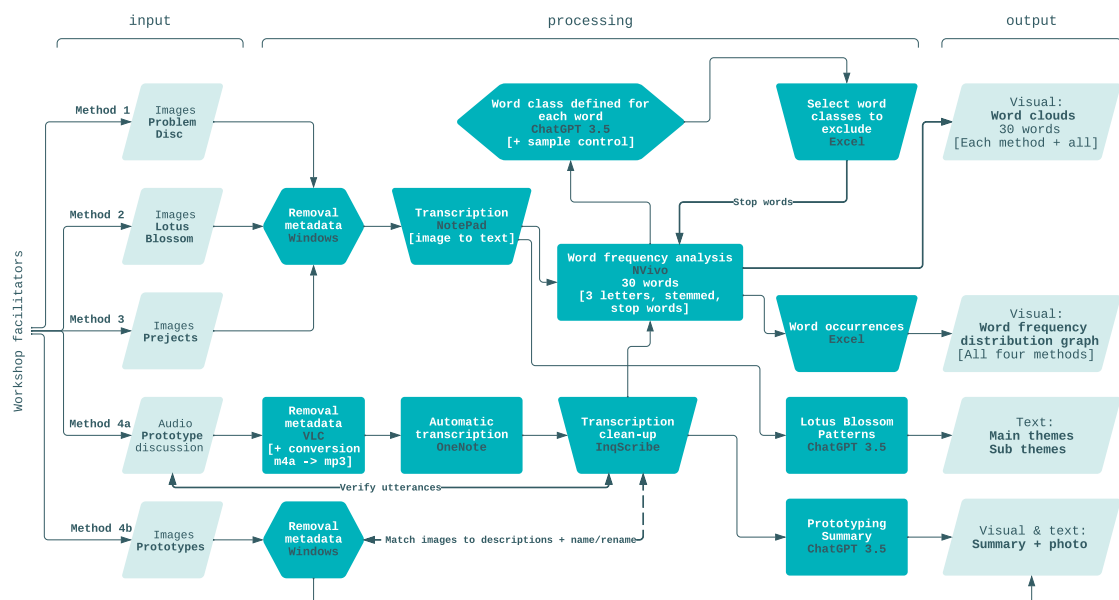 input
processing
output
Workshop facilitators
Method 1
Images
Problem
Disc
Word class defined for
each word
ChatGPT 3.5
[+ sample control]
Select word
classes to
exclude
Excel
Visual:
Word clouds
30 words
[Each method + all]
Method 2
Images
Lotus
Blossom
Removal
metadata
Windows
Transcription
NotePad
[image to text]
Stop words
Word frequency analysis
NVivo
30 words
[3 letters, stemmed,
stop words]
Method 3
Images
Prejects
Word occurrences
Excel
Visual:
Word frequency
distribution graph
[All four methods]
Method 4a
Audio
Prototype
discussion
Removal
metadata
VLC
[+ conversion
m4a -> mp3]
Automatic
transcription
OneNote
Transcription
clean-up
InqScribe
Lotus Blossom
Patterns
ChatGPT 3.5
Text:
Main themes
Sub themes
Verify utterances
Method 4b
Images
Prototypes
Removal
metadata
Windows
Match images to descriptions + name/rename
Prototyping
Summary
ChatGPT 3.5
Visual & text:
Summary + photo